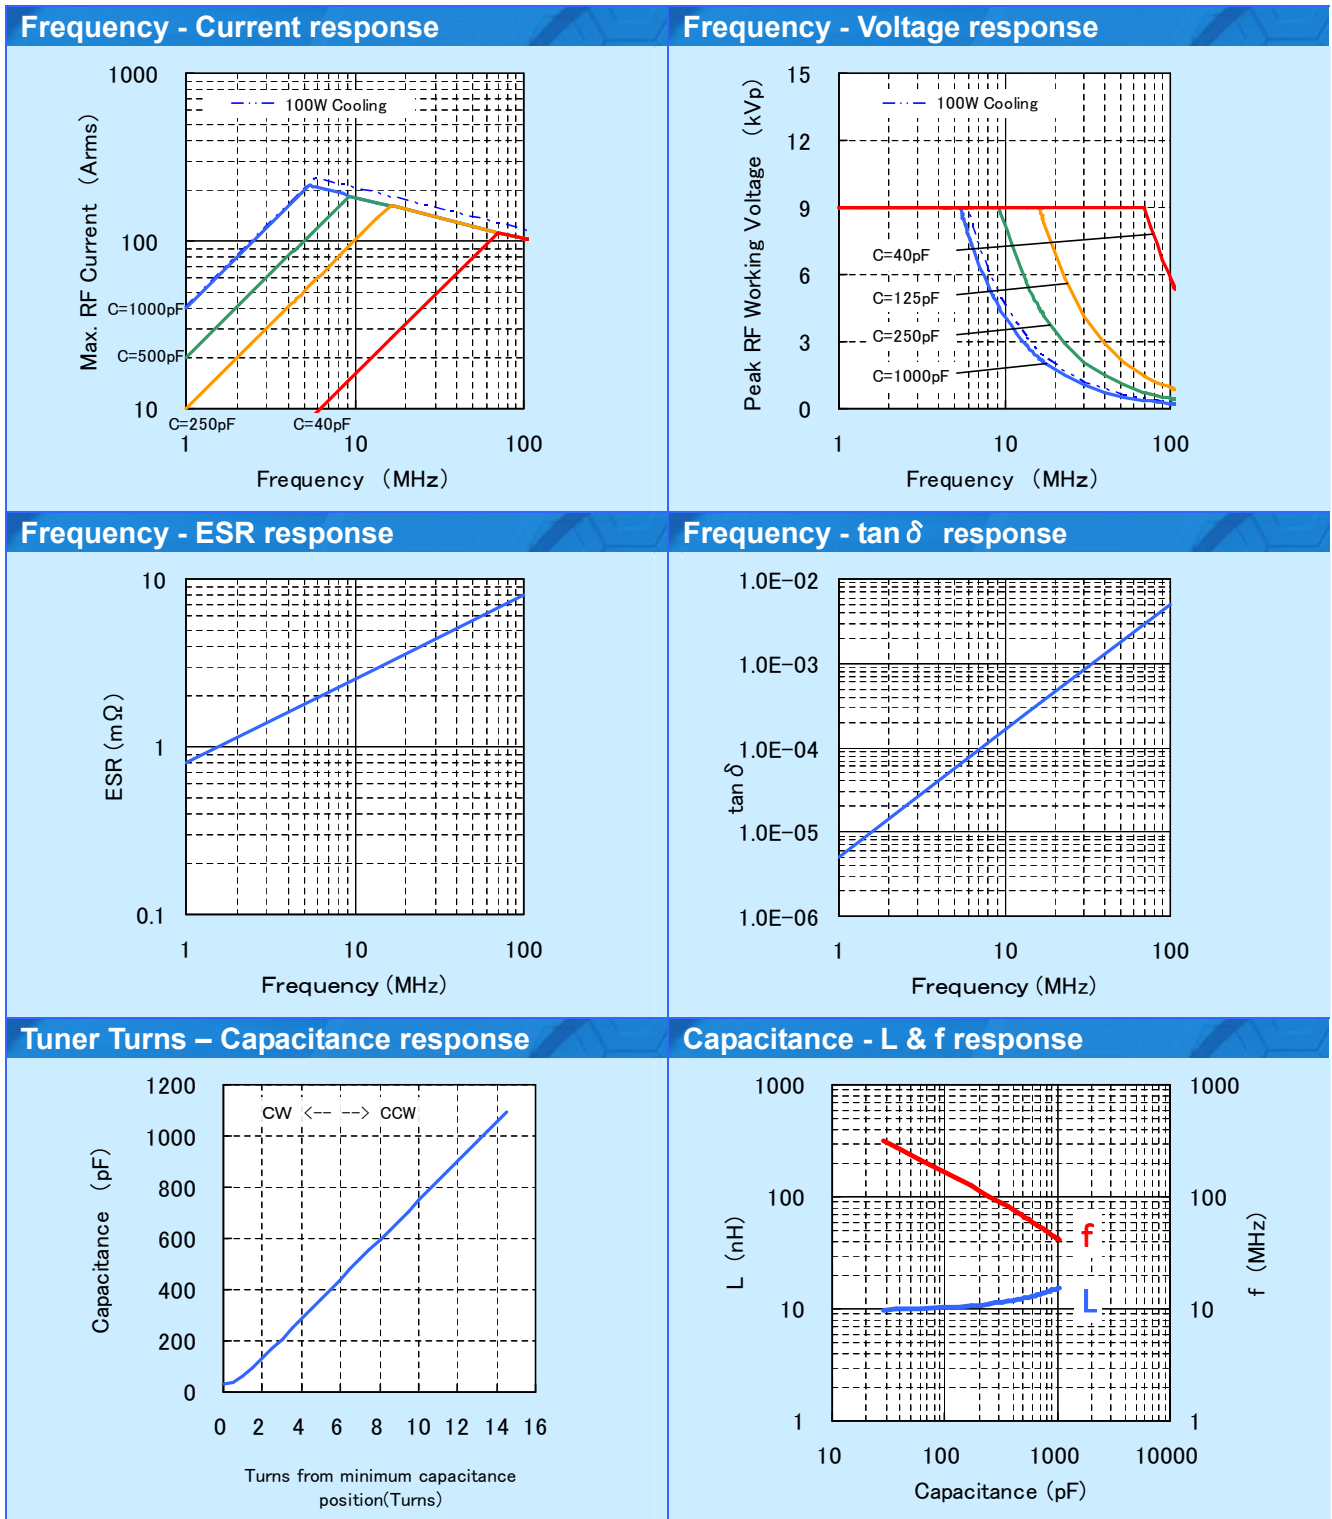 Frequency - Current response
1000
100W Cooling
100
C=1000pF
C=500pF
10
C=250pF
C=40pF
1
10
100
Max. RF Current (Arms)
Frequency (MHz)
Frequency - Voltage response
15
100W Cooling
12
9
C=40pF
6
C=125pF
C=250pF
3
C=1000pF
0
1
10
100
Peak RF Working Voltage (kVp)
Frequency (MHz)
Frequency - ESR response
10
1
0.1
1
10
100
ESR (mΩ)
Frequency (MHz)
Frequency - tan δ response
1.0E-02
1.0E-03
1.0E-04
1.0E-05
1.0E-06
1
10
100
tan δ
Frequency (MHz)
Tuner Turns – Capacitance response
1200
CW <-- --> CCW
1000
800
600
400
200
0
0 2 4 6 8 10 12 14 16
Capacitance (pF)
Turns from minimum capacitance
position(Turns)
Capacitance - L & f response
1000
1000
100
100
f
L
10
10
1
1
10
100
1000
10000
L (nH)
f (MHz)
Capacitance (pF)